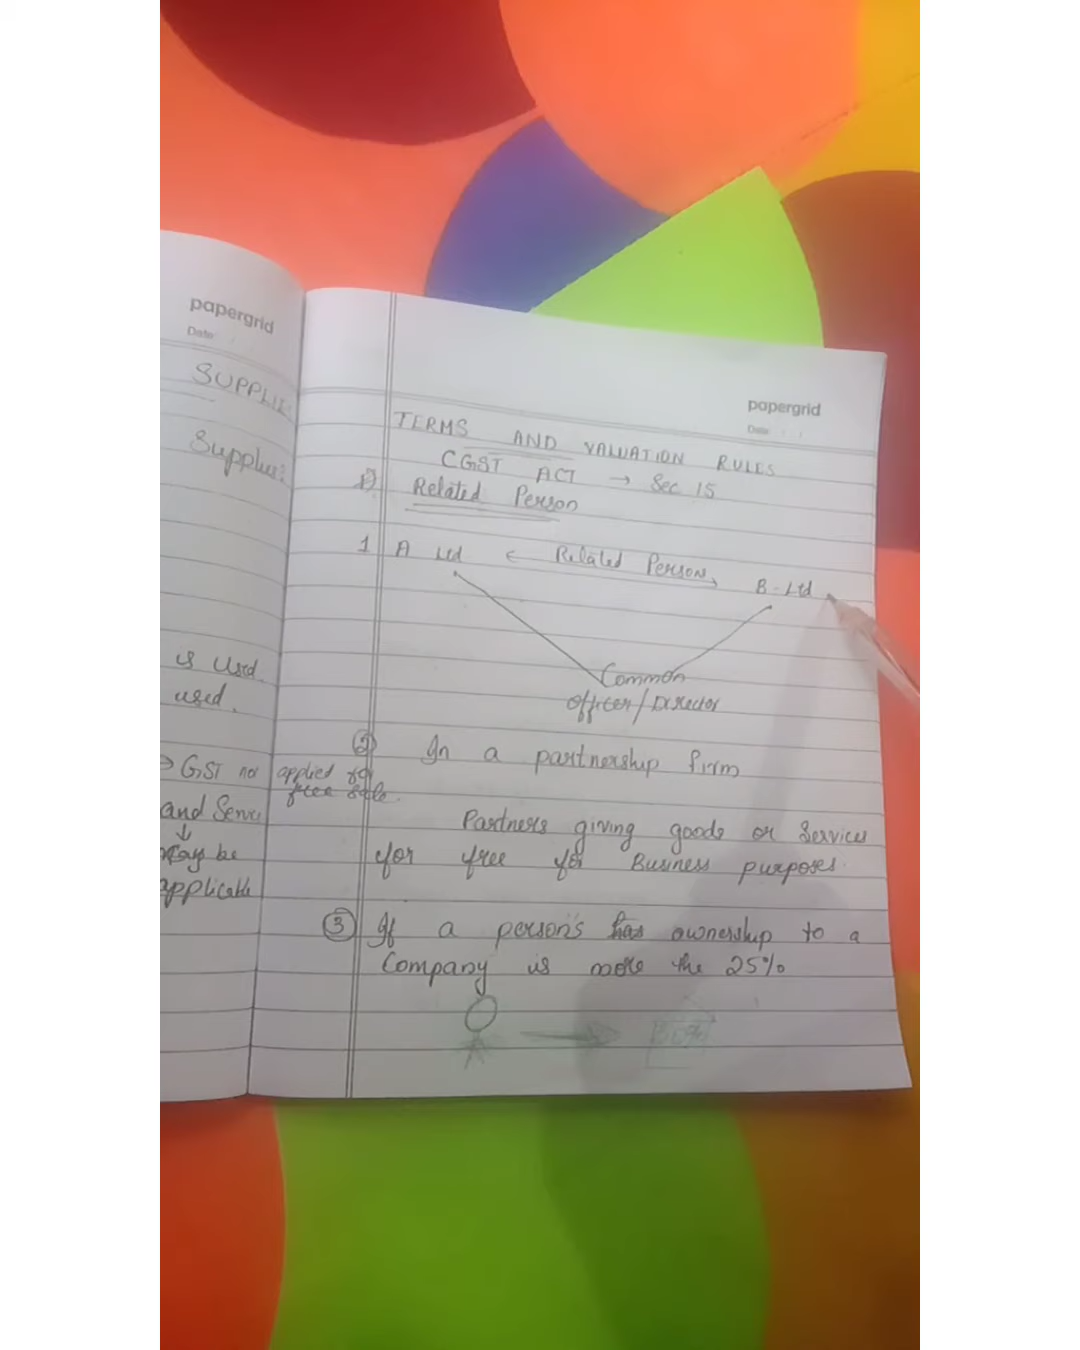 papergrid
Date
SUPPLIE
Supplies:
is used.
used.
→ GST not applied for
free sale.
and Servi
↓
may be
applicable
papergrid
Date
TERMS AND VALUATION RULES
CGST ACT → Sec 15
Related Person
1 A Ltd ← Related Person, B-Ltd
Common
Officer/Director
② In a partnership firm
Partners giving goods or Services
for free for Business purposes.
③ If a person's has ownership to a
Company is more the 25%